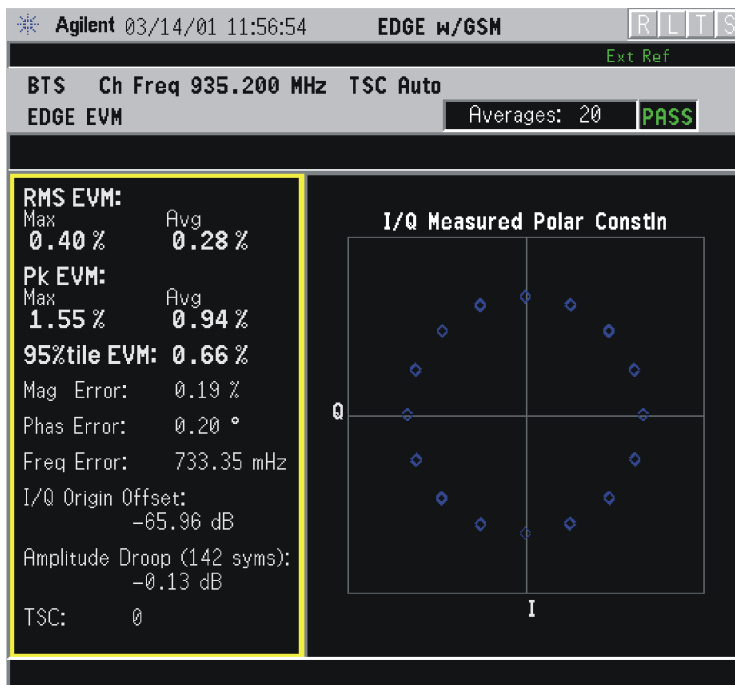 Agilent 03/14/01 11:56:54 EDGE w/GSM R L T S
Ext Ref
BTS Ch Freq 935.200 MHz TSC Auto
EDGE EVM Averages: 20 PASS
RMS EVM:
Max Avg
0.40 % 0.28 %
Pk EVM:
Max Avg
1.55 % 0.94 %
95%tile EVM: 0.66 %
Mag Error: 0.19 %
Phas Error: 0.20 °
Freq Error: 733.35 mHz
I/Q Origin Offset:
-65.96 dB
Amplitude Droop (142 syms):
-0.13 dB
TSC: 0
I/Q Measured Polar Constln
Q
I